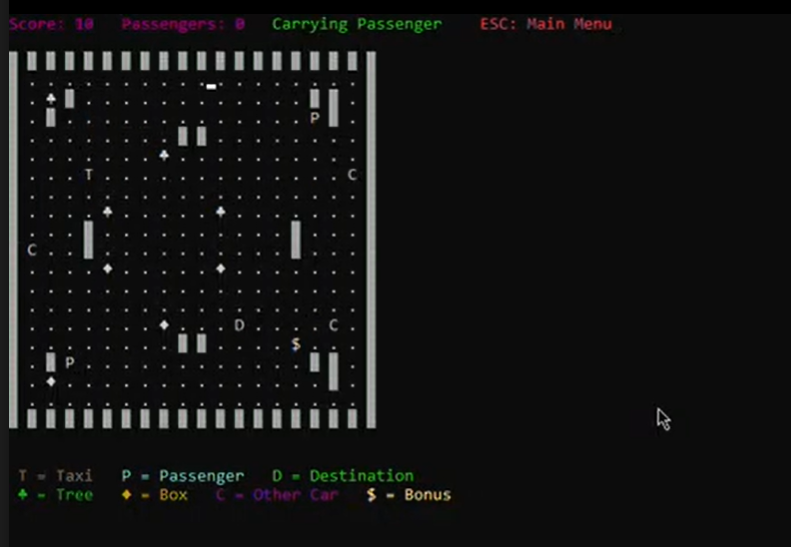 Score: 10 Passengers: 0 Carrying Passenger ESC: Main Menu
P
T C
C
D C
$
P
T = Taxi P = Passenger D = Destination
♣ = Tree ♦ = Box C = Other Car $ = Bonus